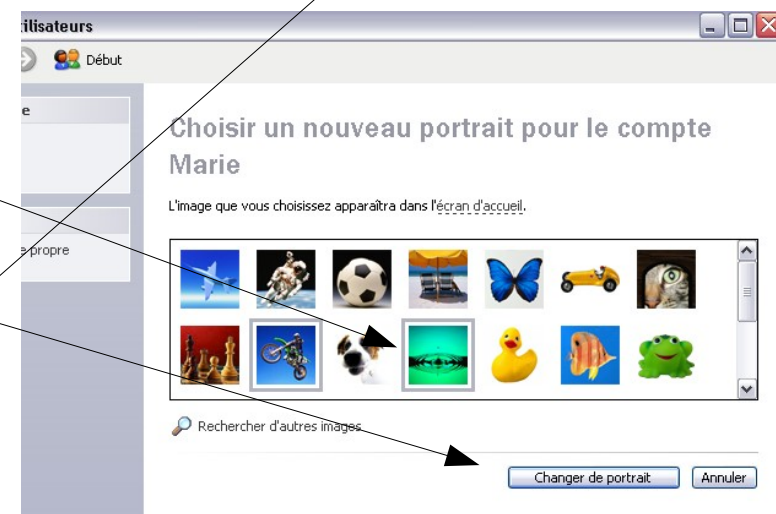 tilisateurs
Début
e
Choisir un nouveau portrait pour le compte
Marie
L'image que vous choisissez apparaîtra dans l'écran d'accueil.
e propre
Rechercher d'autres images
Changer de portrait
Annuler